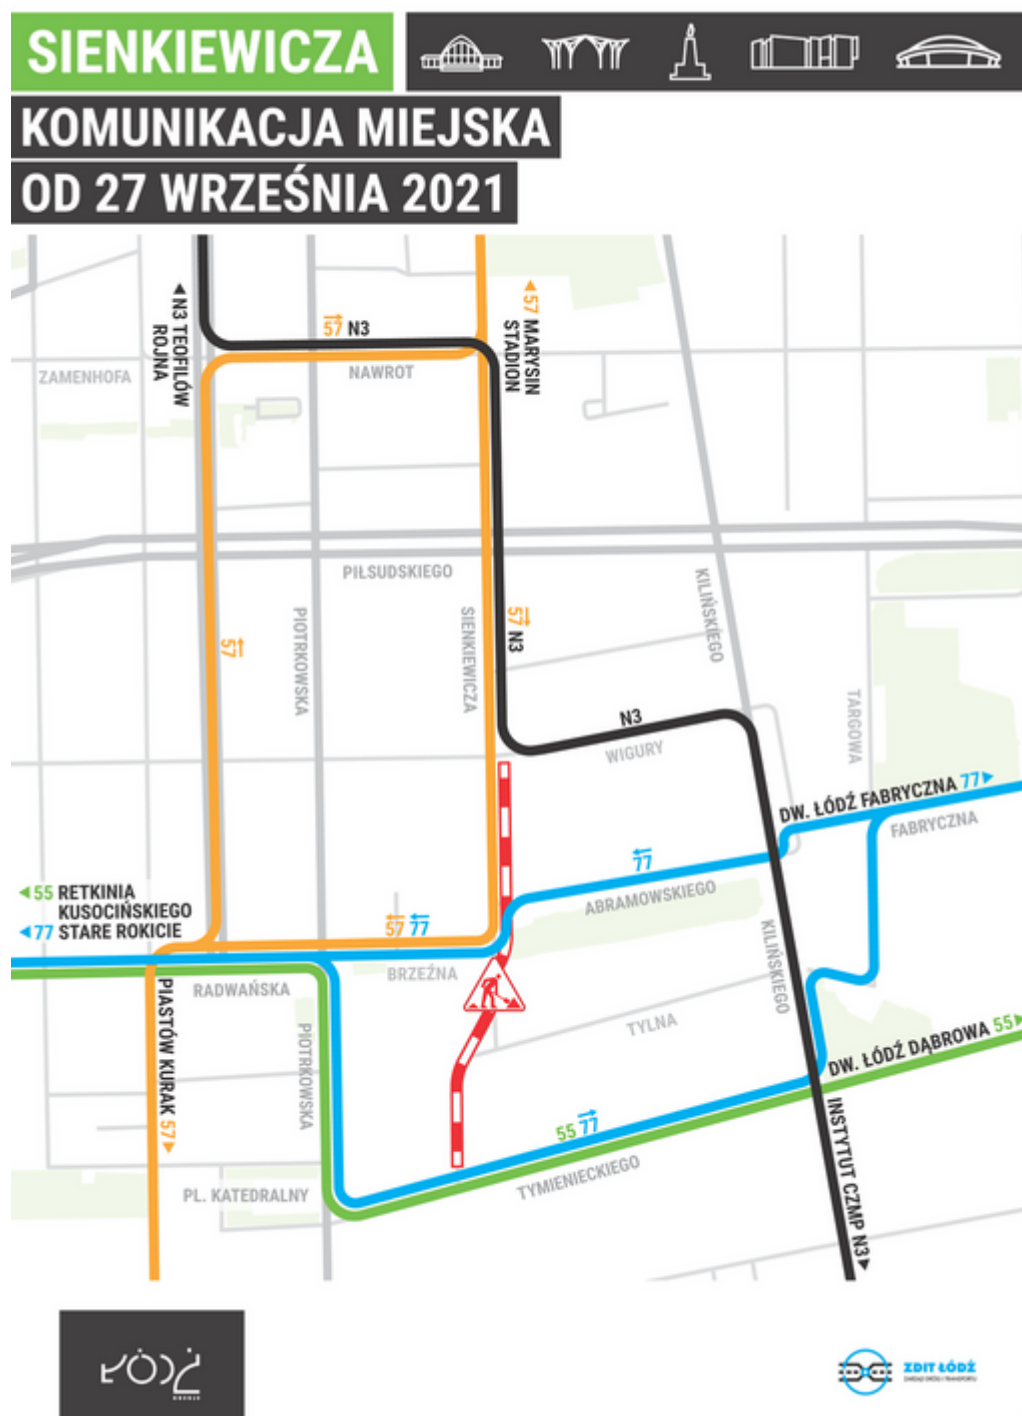 SIENKIEWICZA
KOMUNIKACJA MIEJSKA
OD 27 WRZEŚNIA 2021
N3 TEOFILÓW
ROJNA
57 N3
57 MARYSIN
STADION
ZAMENHOFA
NAWROT
PIŁSUDSKIEGO
PIOTRKOWSKA
SIENKIEWICZA
KILIŃSKIEGO
57
57 N3
TARGOWA
N3
WIGURY
DW. ŁÓDŹ FABRYCZNA 77
FABRYCZNA
77
ABRAMOWSKIEGO
55 RETKINIA
KUSOCIŃSKIEGO
77 STARE ROKICIE
57 77
BRZEŹNA
KILIŃSKIEGO
RADWAŃSKA
PIASTÓW KURAK 57
PIOTRKOWSKA
TYLNA
DW. ŁÓDŹ DĄBROWA 55
55 77
TYMIENIECKIEGO
PL. KATEDRALNY
INSTYTUT CZMP N3
ŁÓDŹ
ZDIT ŁÓDŹ
ZARZĄD DRÓG I TRANSPORTU